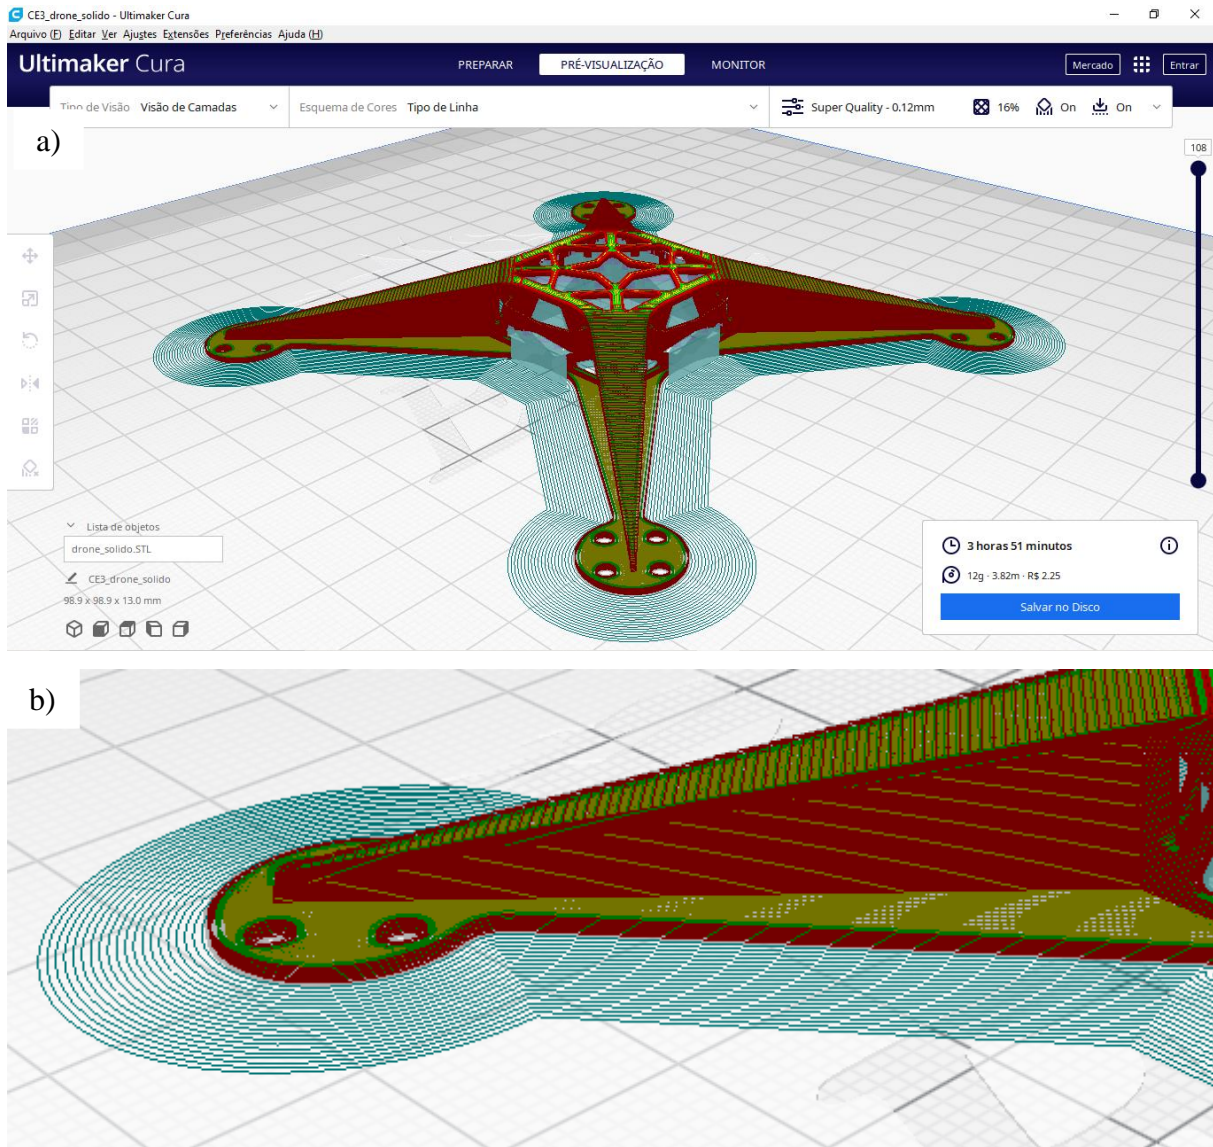 CE3_drone_solido - Ultimaker Cura
Arquivo (F) Editar Ver Ajustes Extensões Preferências Ajuda (H)
Ultimaker Cura
PREPARAR PRÉ-VISUALIZAÇÃO MONITOR
Mercado Entrar
Tipo de Visão Visão de Camadas Esquema de Cores Tipo de Linha Super Quality - 0.12mm 16% On On
a)
108
Lista de objetos
drone_solido.STL
CE3_drone_solido
98.9 x 98.9 x 13.0 mm
3 horas 51 minutos
12g · 3.82m · R$ 2.25
Salvar no Disco
b)